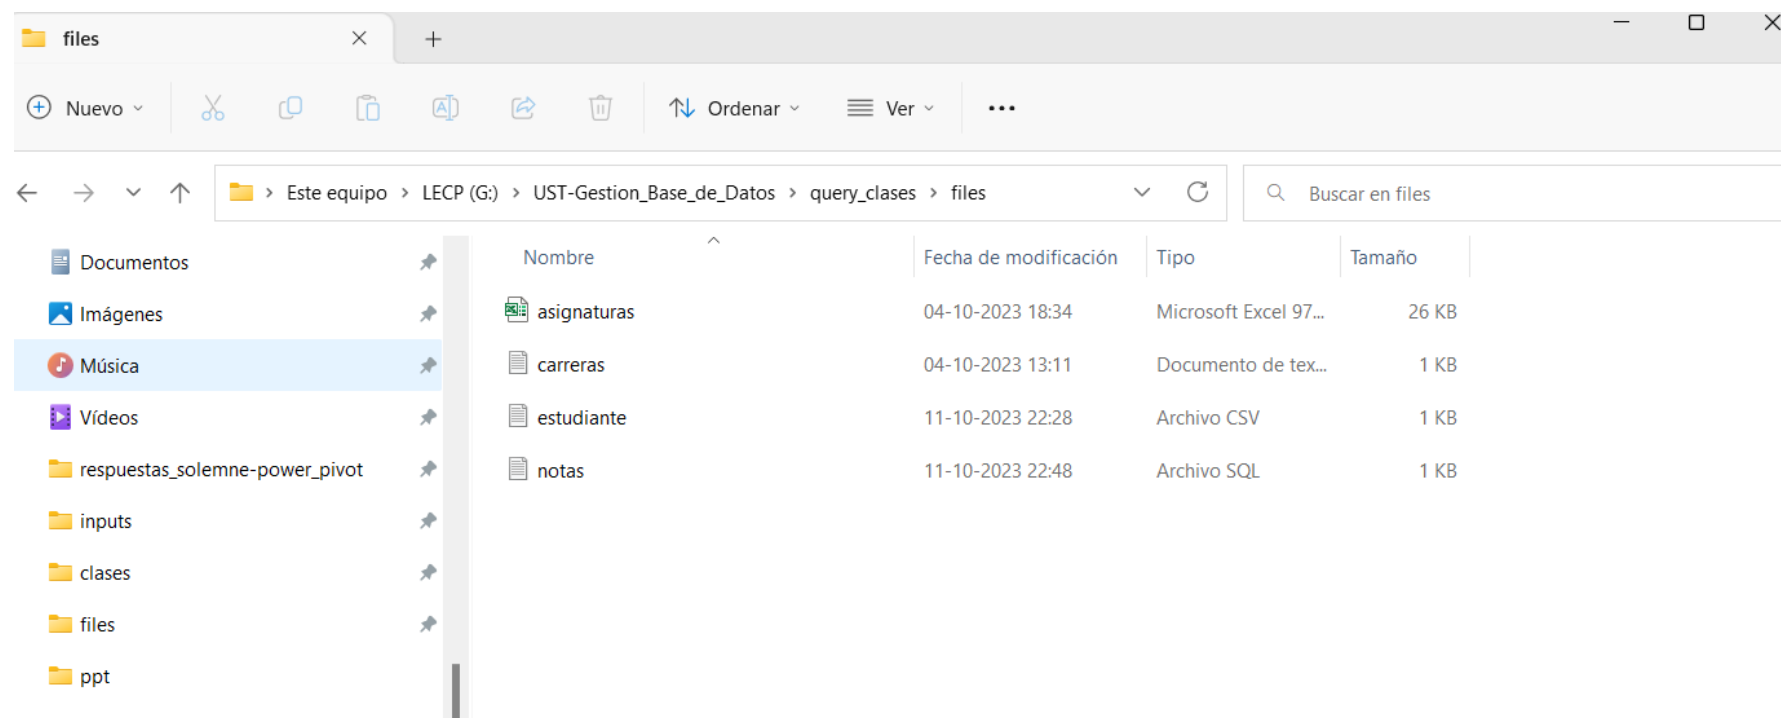 files
Nuevo
Ordenar
Ver
Este equipo > LECP (G:) > UST-Gestion_Base_de_Datos > query_clases > files
Buscar en files
Documentos
Imágenes
Música
Vídeos
respuestas_solemne-power_pivot
inputs
clases
files
ppt
Nombre Fecha de modificación Tipo Tamaño
asignaturas 04-10-2023 18:34 Microsoft Excel 97... 26 KB
carreras 04-10-2023 13:11 Documento de tex... 1 KB
estudiante 11-10-2023 22:28 Archivo CSV 1 KB
notas 11-10-2023 22:48 Archivo SQL 1 KB